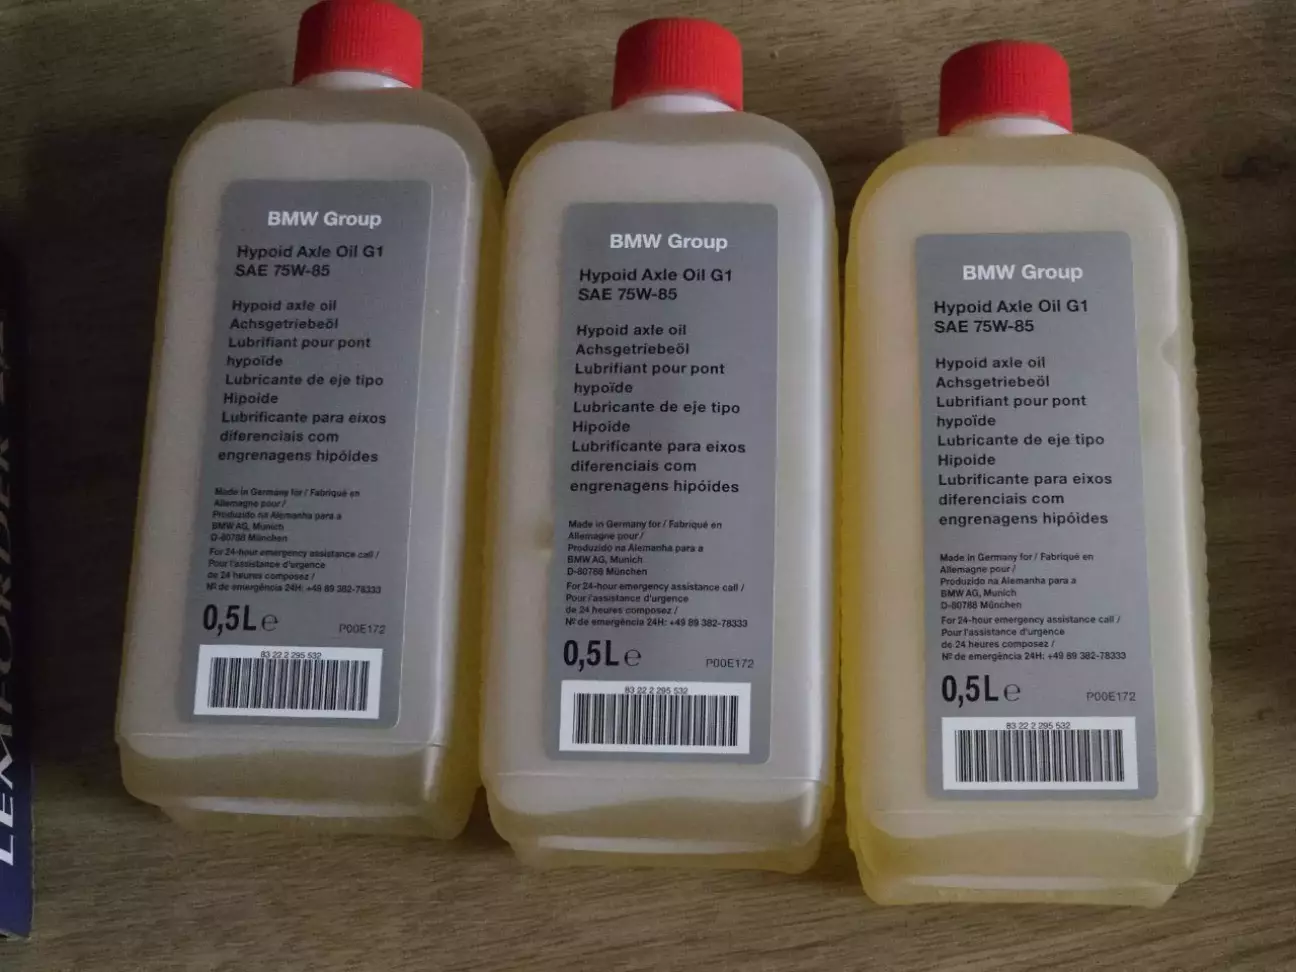 BMW Group
Hypoid Axle Oil G1
SAE 75W-85
Hypoid axle oil
Achsgetriebeöl
Lubrifiant pour pont
hypoïde
Lubricante de eje tipo
Hipoide
Lubrificante para eixos
diferenciais com
engrenagens hipóides
Made in Germany for / Fabriqué en
Allemagne pour /
Produzido na Alemanha para a
BMW AG, Munich
D-80788 München
For 24-hour emergency assistance call /
Pour l'assistance d'urgence
de 24 heures composez /
Nº de emergência 24H: +49 89 382-78333
0,5L℮
P00E172
83 22 2 295 532
BMW Group
Hypoid Axle Oil G1
SAE 75W-85
Hypoid axle oil
Achsgetriebeöl
Lubrifiant pour pont
hypoïde
Lubricante de eje tipo
Hipoide
Lubrificante para eixos
diferenciais com
engrenagens hipóides
Made in Germany for / Fabriqué en
Allemagne pour /
Produzido na Alemanha para a
BMW AG, Munich
D-80788 München
For 24-hour emergency assistance call /
Pour l'assistance d'urgence
de 24 heures composez /
Nº de emergência 24H: +49 89 382-78333
0,5L℮
P00E172
83 22 2 295 532
BMW Group
Hypoid Axle Oil G1
SAE 75W-85
Hypoid axle oil
Achsgetriebeöl
Lubrifiant pour pont
hypoïde
Lubricante de eje tipo
Hipoide
Lubrificante para eixos
diferenciais com
engrenagens hipóides
Made in Germany for / Fabriqué en
Allemagne pour /
Produzido na Alemanha para a
BMW AG, Munich
D-80788 München
For 24-hour emergency assistance call /
Pour l'assistance d'urgence
de 24 heures composez /
Nº de emergência 24H: +49 89 382-78333
0,5L℮
P00E172
83 22 2 295 532